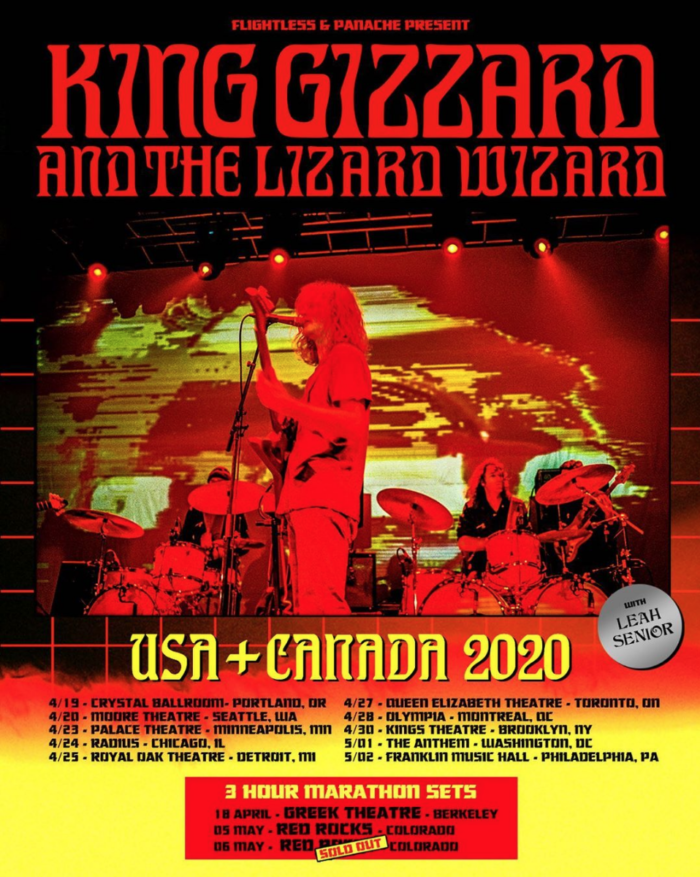 FLIGHTLESS & PANACHE PRESENT
KING GIZZARD
AND THE LIZARD WIZARD
WITH
LEAH
SENIOR
USA + CANADA 2020
4/19 - CRYSTAL BALLROOM- PORTLAND, OR
4/20 - MOORE THEATRE - SEATTLE, WA
4/23 - PALACE THEATRE - MINNEAPOLIS, MN
4/24 - RADIUS - CHICAGO, IL
4/25 - ROYAL OAK THEATRE - DETROIT, MI
4/27 - QUEEN ELIZABETH THEATRE - TORONTO, ON
4/28 - OLYMPIA - MONTREAL, QC
4/30 - KINGS THEATRE - BROOKLYN, NY
5/01 - THE ANTHEM - WASHINGTON, DC
5/02 - FRANKLIN MUSIC HALL - PHILADELPHIA, PA
3 HOUR MARATHON SETS
18 APRIL - GREEK THEATRE - BERKELEY
05 MAY - RED ROCKS - COLORADO
06 MAY - RED COLORADO
SOLD OUT